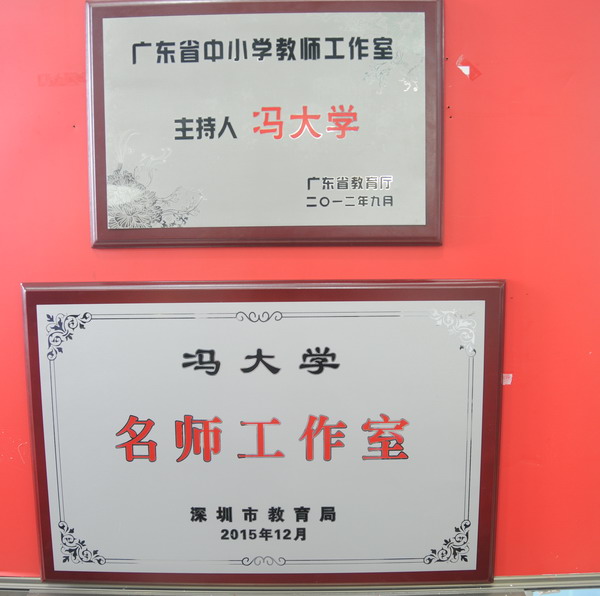 广东省中小学教师工作室
主持人 冯大学
广东省教育厅
二〇一二年九月
冯大学
名师工作室
深圳市教育局
2015年12月